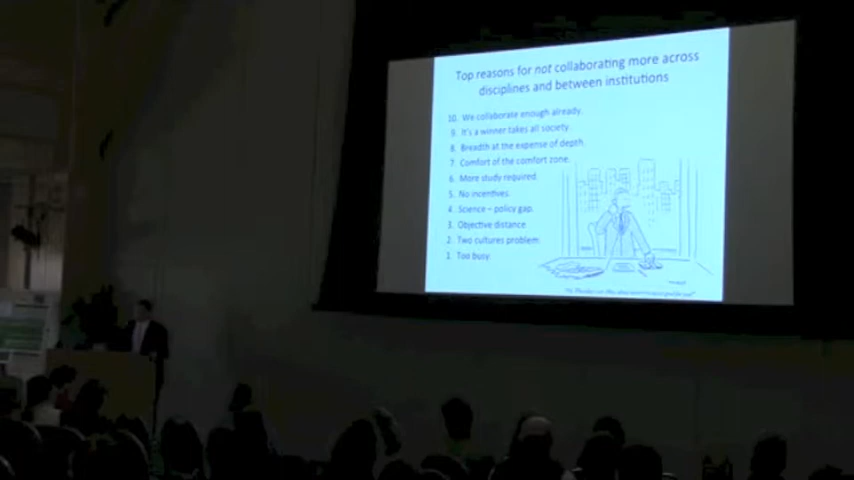 Top reasons for not collaborating more across
disciplines and between institutions
10. We collaborate enough already.
9. It's a winner takes all society.
8. Breadth at the expense of depth.
7. Comfort of the comfort zone.
6. More study required.
5. No incentives.
4. Science – policy gap.
3. Objective distance
2. Two cultures problem.
1. Too busy.